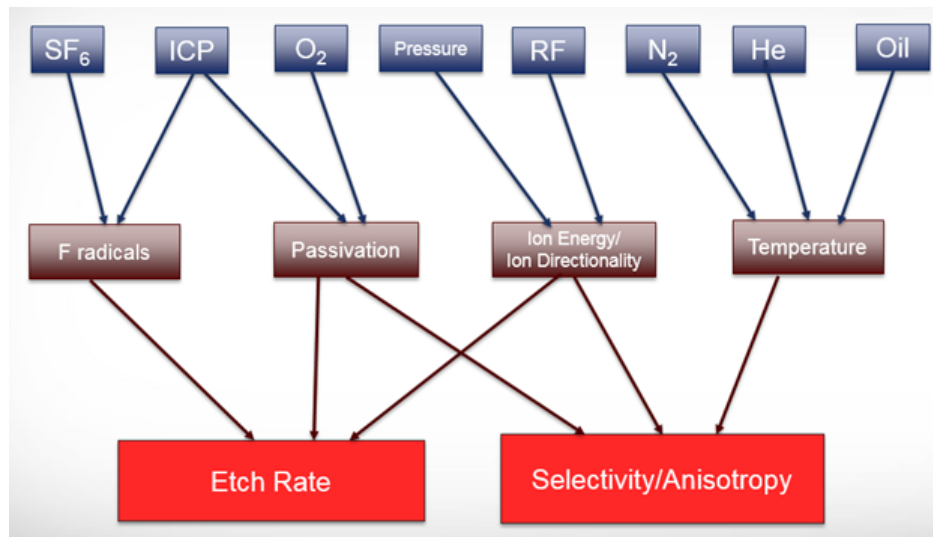 SF6
ICP
O2
Pressure
RF
N2
He
Oil
F radicals
Passivation
Ion Energy/
Ion Directionality
Temperature
Etch Rate
Selectivity/Anisotropy